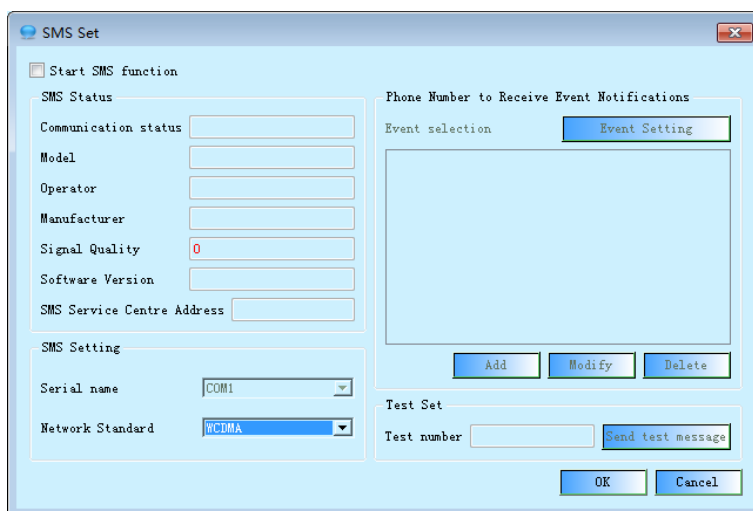 SMS Set
Start SMS function
SMS Status
Communication status
Model
Operator
Manufacturer
Signal Quality 0
Software Version
SMS Service Centre Address
SMS Setting
Serial name COM1
Network Standard WCDMA
Phone Number to Receive Event Notifications
Event selection Event Setting
Add Modify Delete
Test Set
Test number Send test message
OK Cancel